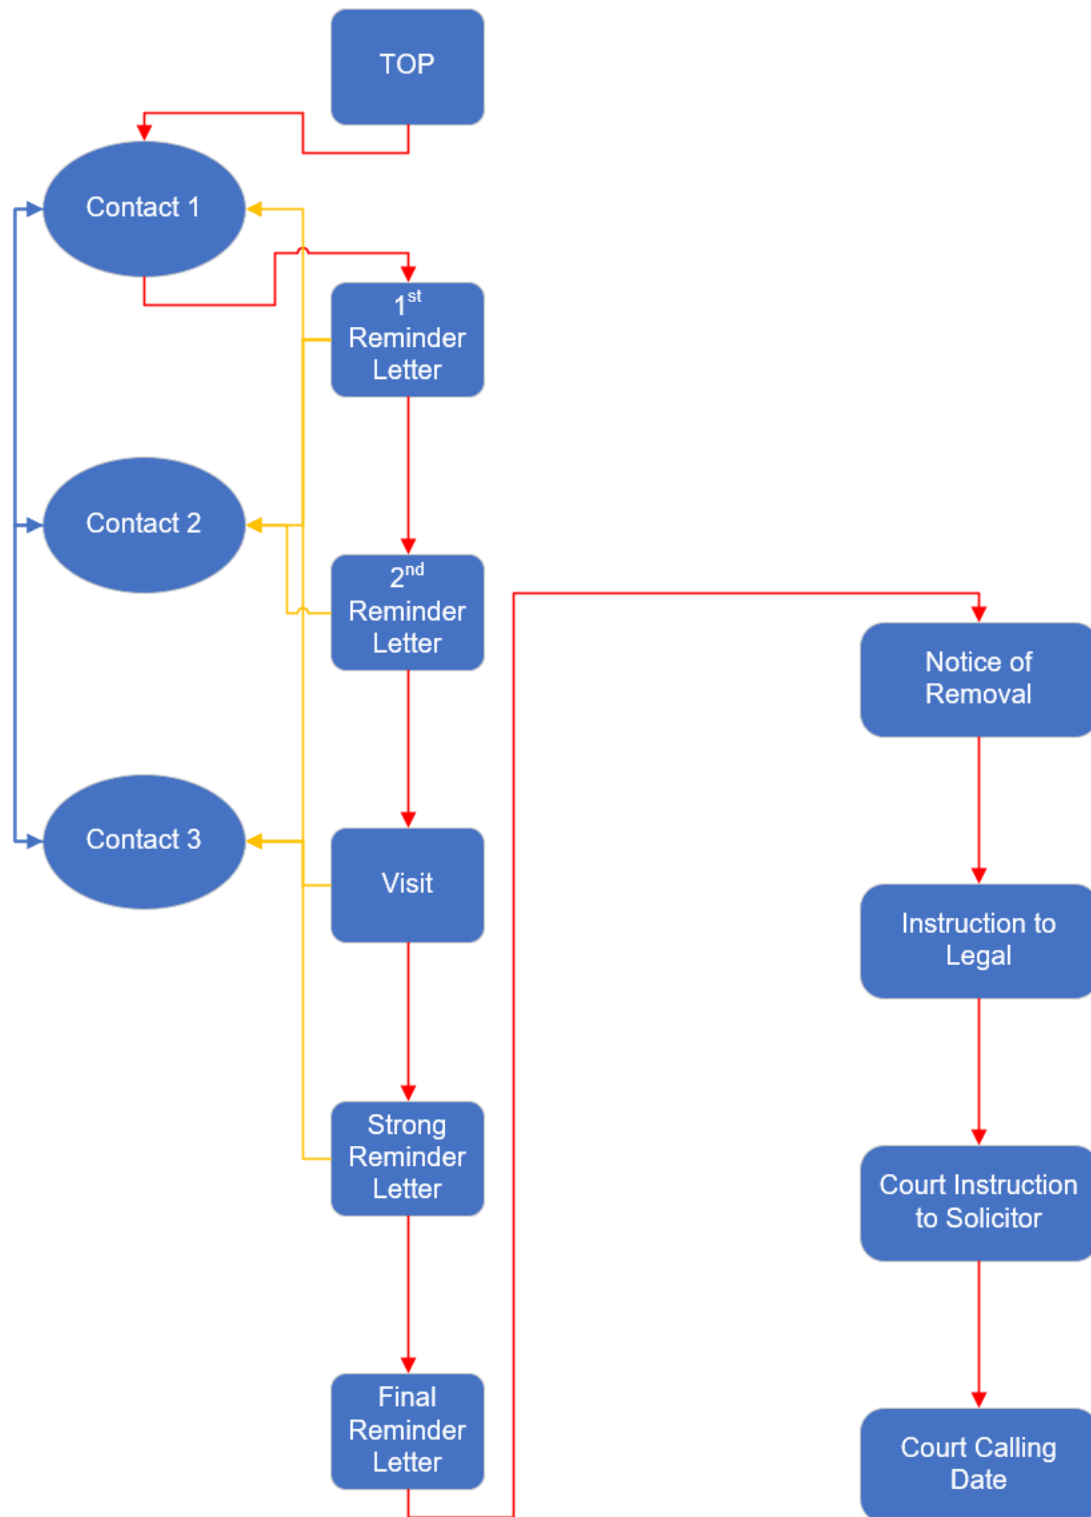 TOP
Contact 1
1st
Reminder
Letter
Contact 2
2nd
Reminder
Letter
Contact 3
Visit
Strong
Reminder
Letter
Final
Reminder
Letter
Notice of
Removal
Instruction to
Legal
Court Instruction
to Solicitor
Court Calling
Date